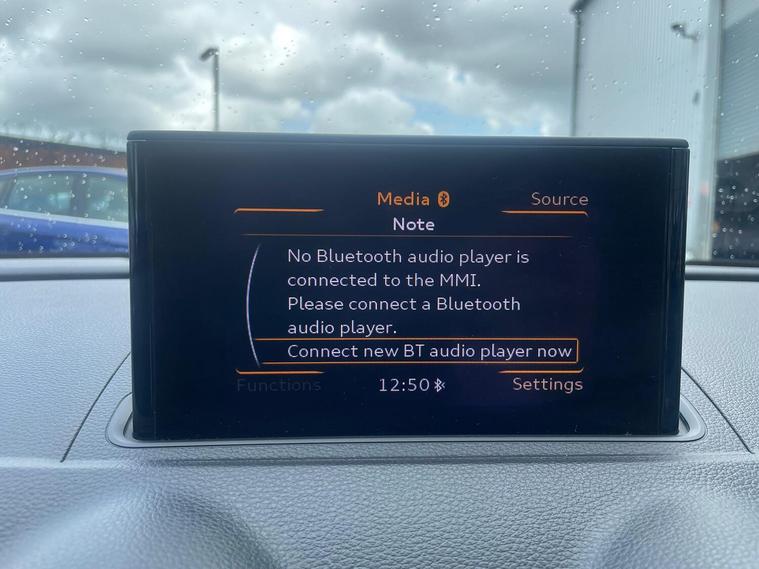 Media
Source
Note
No Bluetooth audio player is
connected to the MMI.
Please connect a Bluetooth
audio player.
Connect new BT audio player now
Functions
12:50
Settings